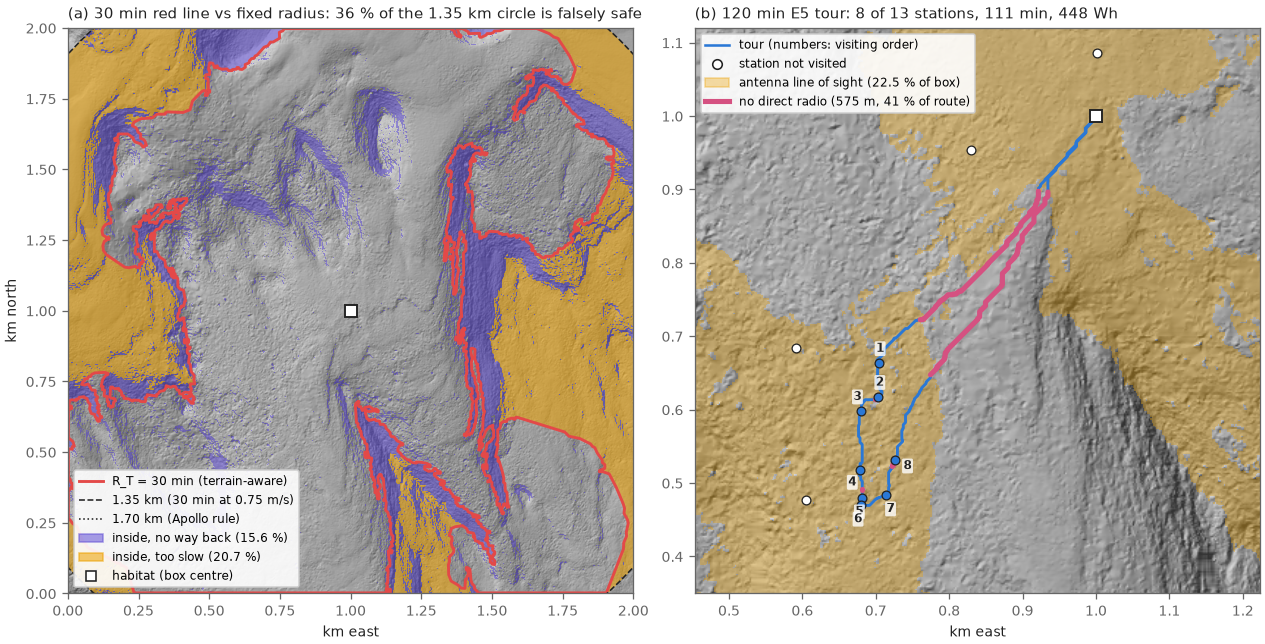 (a) 30 min red line vs fixed radius: 36 % of the 1.35 km circle is falsely safe
2.00
1.75
1.50
1.25
1.00
0.75
0.50
0.25
0.00
km north
R_T = 30 min (terrain-aware)
1.35 km (30 min at 0.75 m/s)
1.70 km (Apollo rule)
inside, no way back (15.6 %)
inside, too slow (20.7 %)
habitat (box centre)
0.00 0.25 0.50 0.75 1.00 1.25 1.50 1.75 2.00
km east
(b) 120 min E5 tour: 8 of 13 stations, 111 min, 448 Wh
tour (numbers: visiting order)
station not visited
antenna line of sight (22.5 % of box)
no direct radio (575 m, 41 % of route)
1.1
1.0
0.9
0.8
0.7
0.6
0.5
0.4
1
2
3
4
5
6
7
8
0.5 0.6 0.7 0.8 0.9 1.0 1.1 1.2
km east